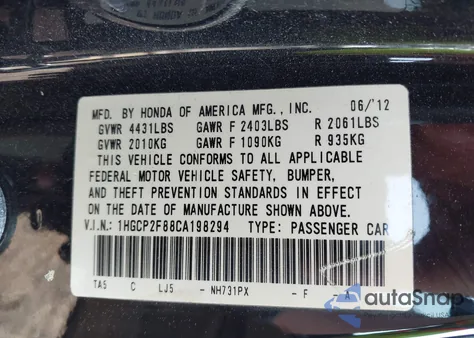 MFD. BY HONDA OF AMERICA MFG., INC. 06/'12
GVWR 4431LBS GAWR F 2403LBS R 2061LBS
GVWR 2010KG GAWR F 1090KG R 935KG
THIS VEHICLE CONFORMS TO ALL APPLICABLE
FEDERAL MOTOR VEHICLE SAFETY, BUMPER,
AND THEFT PREVENTION STANDARDS IN EFFECT
ON THE DATE OF MANUFACTURE SHOWN ABOVE.
V.I.N.: 1HGCP2F88CA198294 TYPE: PASSENGER CAR
TA5 C LJ5 -NH731PX -F A
autoSnap